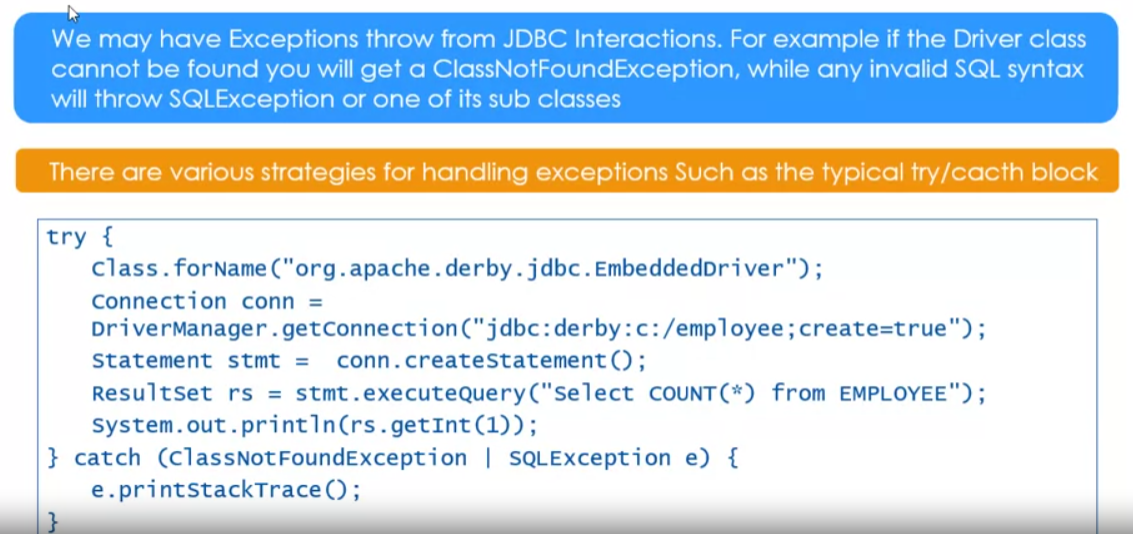 We may have Exceptions throw from JDBC Interactions. For example if the Driver class
cannot be found you will get a ClassNotFoundException, while any invalid SQL syntax
will throw SQLException or one of its sub classes
There are various strategies for handling exceptions Such as the typical try/cacth block
try {
Class.forName("org.apache.derby.jdbc.EmbeddedDriver");
Connection conn =
DriverManager.getConnection("jdbc:derby:c:/employee;create=true");
Statement stmt = conn.createStatement();
ResultSet rs = stmt.executeQuery("Select COUNT(*) from EMPLOYEE");
System.out.println(rs.getInt(1));
} catch (ClassNotFoundException | SQLException e) {
e.printStackTrace();
}